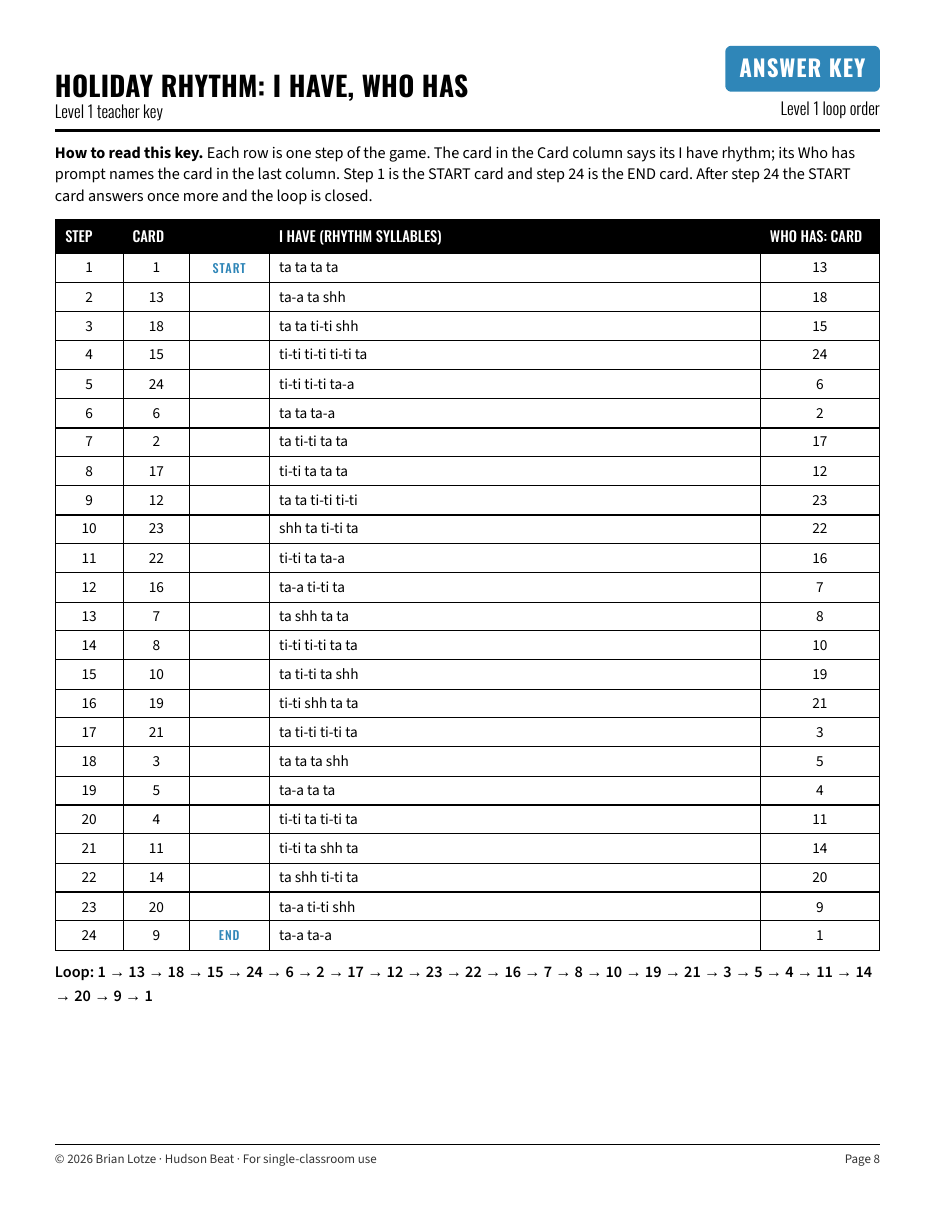 HOLIDAY RHYTHM: I HAVE, WHO HAS
Level 1 teacher key
ANSWER KEY
Level 1 loop order
How to read this key. Each row is one step of the game. The card in the Card column says its I have rhythm; its Who has
prompt names the card in the last column. Step 1 is the START card and step 24 is the END card. After step 24 the START
card answers once more and the loop is closed.
STEP CARD I HAVE (RHYTHM SYLLABLES) WHO HAS: CARD
1 1 START ta ta ta ta 13
2 13 ta-a ta shh 18
3 18 ta ta ti-ti shh 15
4 15 ti-ti ti-ti ti-ti ta 24
5 24 ti-ti ti-ti ta-a 6
6 6 ta ta ta-a 2
7 2 ta ti-ti ta ta 17
8 17 ti-ti ta ta ta 12
9 12 ta ta ti-ti ti-ti 23
10 23 shh ta ti-ti ta 22
11 22 ti-ti ta ta-a 16
12 16 ta-a ti-ti ta 7
13 7 ta shh ta ta 8
14 8 ti-ti ti-ti ta ta 10
15 10 ta ti-ti ta shh 19
16 19 ti-ti shh ta ta 21
17 21 ta ti-ti ti-ti ta 3
18 3 ta ta ta shh 5
19 5 ta-a ta ta 4
20 4 ti-ti ta ti-ti ta 11
21 11 ti-ti ta shh ta 14
22 14 ta shh ti-ti ta 20
23 20 ta-a ti-ti shh 9
24 9 END ta-a ta-a 1
Loop: 1 → 13 → 18 → 15 → 24 → 6 → 2 → 17 → 12 → 23 → 22 → 16 → 7 → 8 → 10 → 19 → 21 → 3 → 5 → 4 → 11 → 14
→ 20 → 9 → 1
© 2026 Brian Lotze · Hudson Beat · For single-classroom use
Page 8